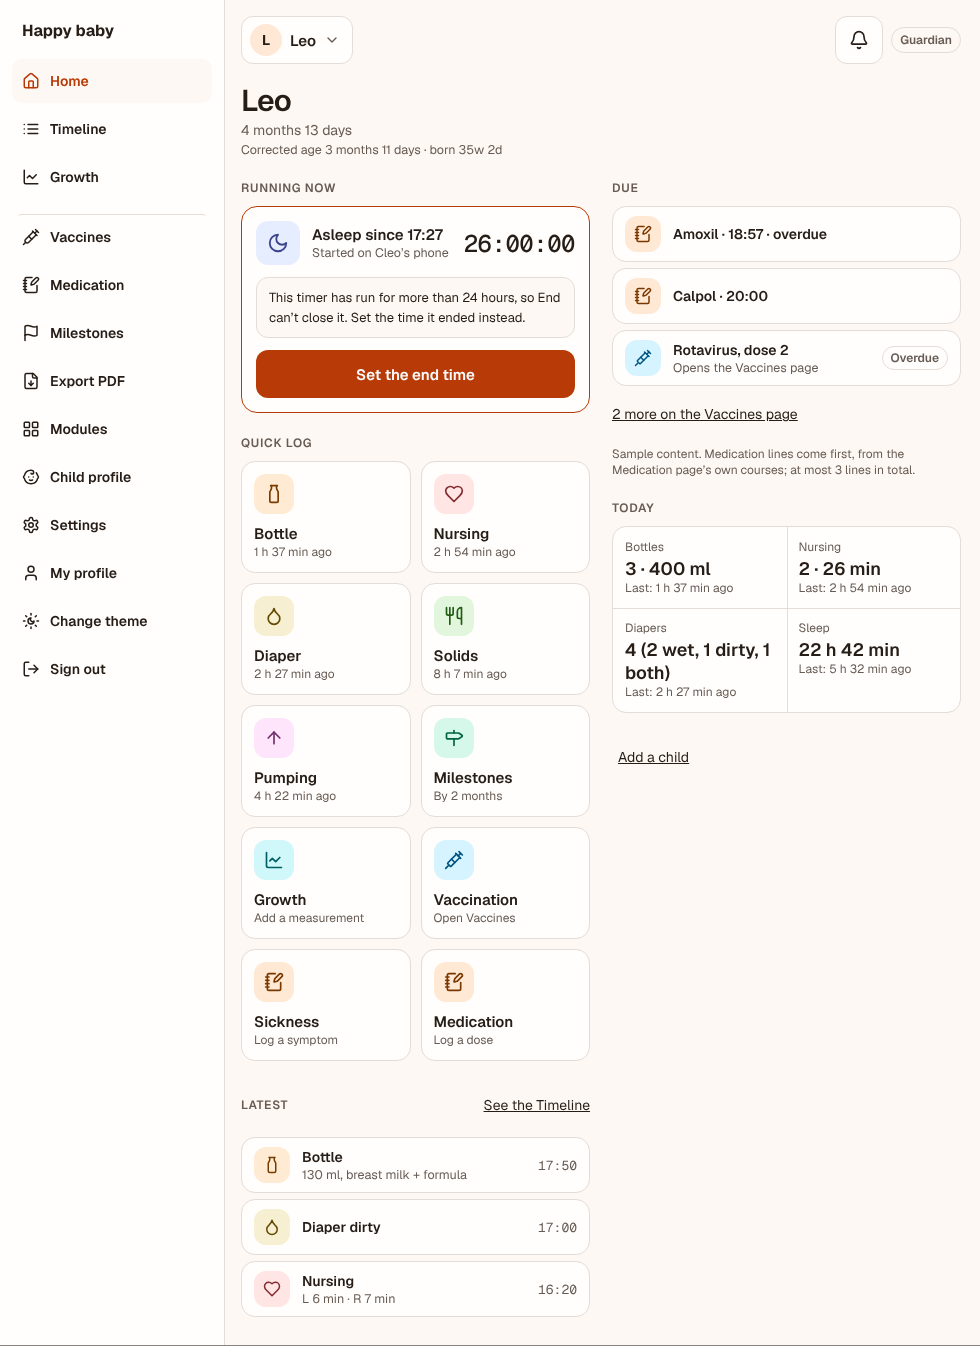 Happy baby
Home
Timeline
Growth
Vaccines
Medication
Milestones
Export PDF
Modules
Child profile
Settings
My profile
Change theme
Sign out
L Leo
Guardian
Leo
4 months 13 days
Corrected age 3 months 11 days · born 35w 2d
RUNNING NOW
Asleep since 17:27
Started on Cleo's phone
26:00:00
This timer has run for more than 24 hours, so End
can't close it. Set the time it ended instead.
Set the end time
QUICK LOG
Bottle
1 h 37 min ago
Nursing
2 h 54 min ago
Diaper
2 h 27 min ago
Solids
8 h 7 min ago
Pumping
4 h 22 min ago
Milestones
By 2 months
Growth
Add a measurement
Vaccination
Open Vaccines
Sickness
Log a symptom
Medication
Log a dose
LATEST
See the Timeline
Bottle
130 ml, breast milk + formula
17:50
Diaper dirty
17:00
Nursing
L 6 min · R 7 min
16:20
DUE
Amoxil · 18:57 · overdue
Calpol · 20:00
Rotavirus, dose 2
Opens the Vaccines page
Overdue
2 more on the Vaccines page
Sample content. Medication lines come first, from the
Medication page's own courses; at most 3 lines in total.
TODAY
Bottles
3 · 400 ml
Last: 1 h 37 min ago
Nursing
2 · 26 min
Last: 2 h 54 min ago
Diapers
4 (2 wet, 1 dirty, 1
both)
Last: 2 h 27 min ago
Sleep
22 h 42 min
Last: 5 h 32 min ago
Add a child